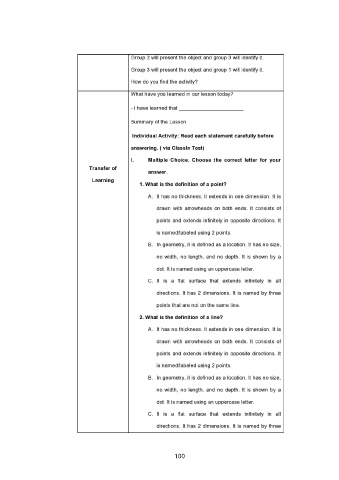 Group 2 will present the object and group 3 will identify it.
Group 3 will present the object and group 1 will identify it.
How do you find the activity?
What have you learned in our lesson today?
- I have learned that ________________________
Summary of the Lesson
Individual Activity: Read each statement carefully before
answering. ( via Classin Test)
I. Multiple Choice. Choose the correct letter for your
answer.
Transfer of
Learning
1. What is the definition of a point?
A. It has no thickness. It extends in one dimension. It is
drawn with arrowheads on both ends. It consists of
points and extends infinitely in opposite directions. It
is named/labeled using 2 points.
B. In geometry, it is defined as a location. It has no size,
no width, no length, and no depth. It is shown by a
dot. It is named using an uppercase letter.
C. It is a flat surface that extends infinitely in all
directions. It has 2 dimensions. It is named by three
points that are not on the same line.
2. What is the definition of a line?
A. It has no thickness. It extends in one dimension. It is
drawn with arrowheads on both ends. It consists of
points and extends infinitely in opposite directions. It
is named/labeled using 2 points.
B. In geometry, it is defined as a location. It has no size,
no width, no length, and no depth. It is shown by a
dot. It is named using an uppercase letter.
C. It is a flat surface that extends infinitely in all
directions. It has 2 dimensions. It is named by three
100